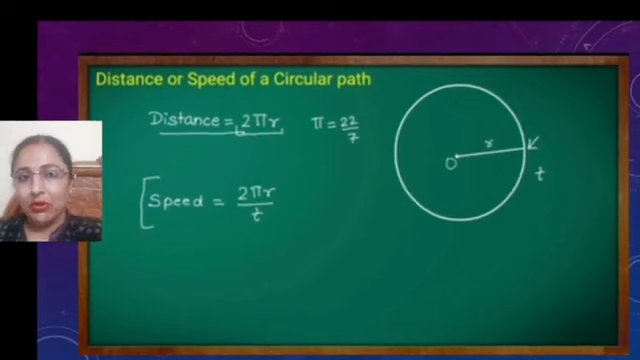 Distance or Speed of a Circular path
Distance = 2πr π = 22/7
Speed = 2πr/t
r
O
t